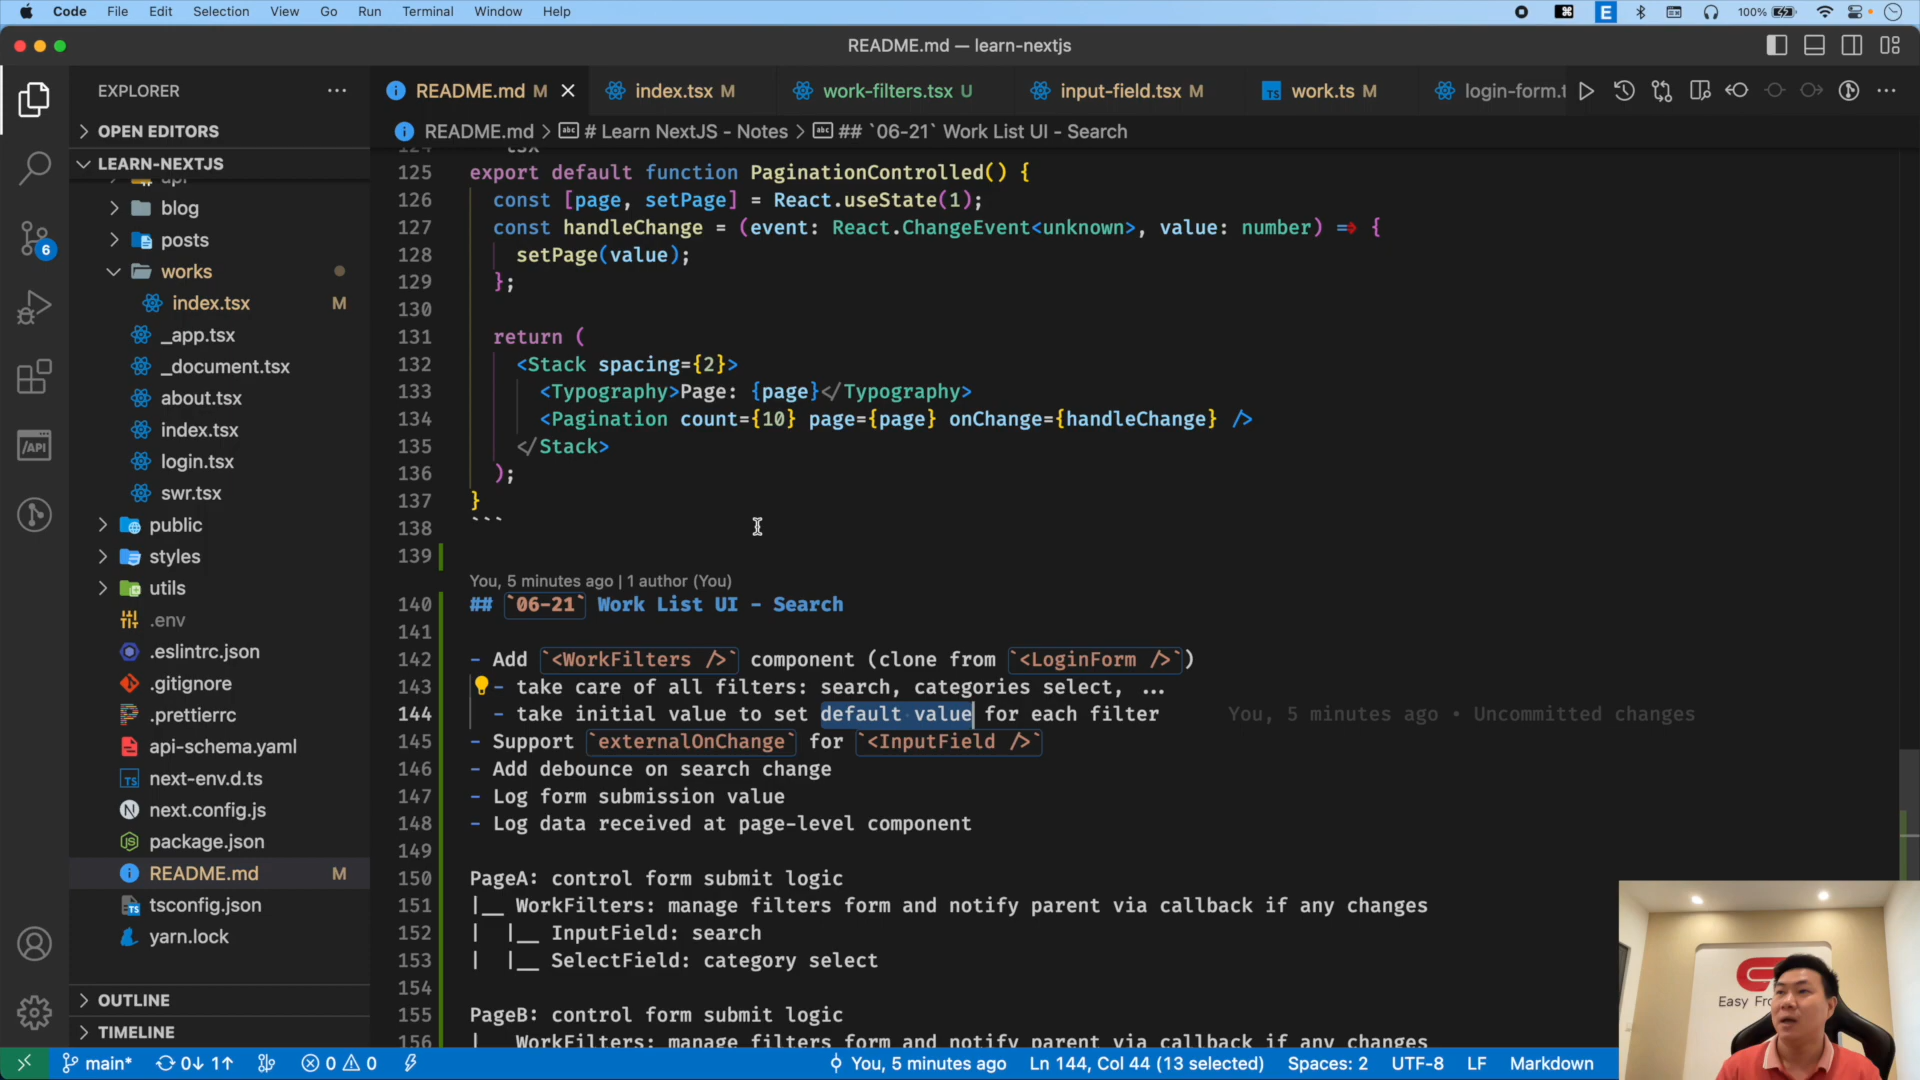 Code File Edit Selection View Go Run Terminal Window Help
E 100%
README.md — learn-nextjs
EXPLORER
README.md M
index.tsx M
work-filters.tsx U
input-field.tsx M
TS work.ts M
login-form.t
OPEN EDITORS
README.md > # Learn NextJS - Notes > ## `06-21` Work List UI - Search
LEARN-NEXTJS
blog
posts
works
index.tsx M
_app.tsx
_document.tsx
about.tsx
index.tsx
login.tsx
swr.tsx
public
styles
utils
.env
.eslintrc.json
.gitignore
.prettierrc
api-schema.yaml
next-env.d.ts
next.config.js
package.json
README.md M
tsconfig.json
yarn.lock
OUTLINE
TIMELINE
API
6
125 export default function PaginationControlled() {
126 const [page, setPage] = React.useState(1);
127 const handleChange = (event: React.ChangeEvent<unknown>, value: number) => {
128 setPage(value);
129 };
130
131 return (
132 <Stack spacing={2}>
133 <Typography>Page: {page}</Typography>
134 <Pagination count={10} page={page} onChange={handleChange} />
135 </Stack>
136 );
137 }
138 ```
139
You, 5 minutes ago | 1 author (You)
140 ## `06-21` Work List UI - Search
141
142 - Add `<WorkFilters />` component (clone from `<LoginForm />`)
143 - take care of all filters: search, categories select, ...
144 - take initial value to set default value for each filter You, 5 minutes ago • Uncommitted changes
145 - Support `externalOnChange` for `<InputField />`
146 - Add debounce on search change
147 - Log form submission value
148 - Log data received at page-level component
149
150 PageA: control form submit logic
151 |__ WorkFilters: manage filters form and notify parent via callback if any changes
152 | |__ InputField: search
153 | |__ SelectField: category select
154
155 PageB: control form submit logic
156 |__ WorkFilters: manage filters form and notify parent via callback if any changes
Easy Fro
main* 0↓ 1↑ 0 0 You, 5 minutes ago Ln 144, Col 44 (13 selected) Spaces: 2 UTF-8 LF Markdown